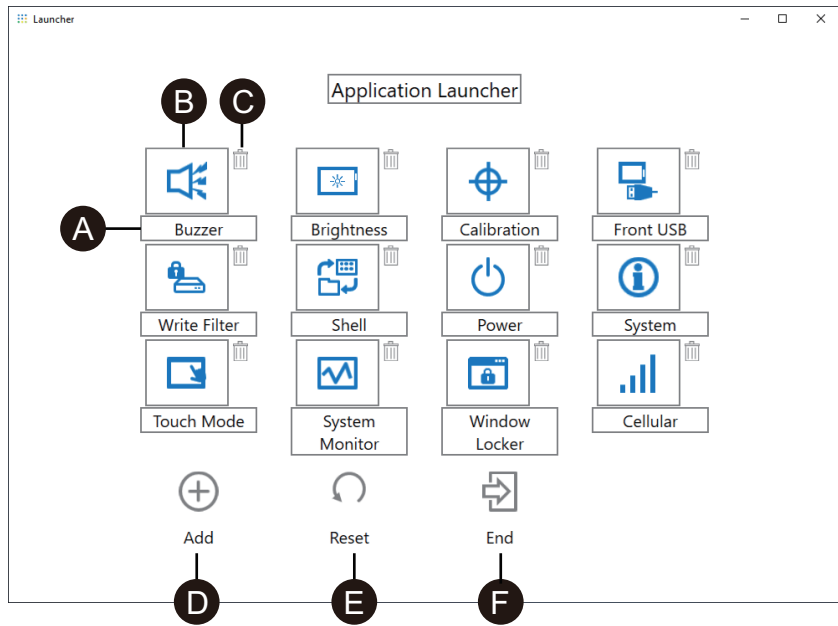 Launcher
Application Launcher
B
C
A
Buzzer
Brightness
Calibration
Front USB
Write Filter
Shell
Power
System
Touch Mode
System
Monitor
Window
Locker
Cellular
Add
Reset
End
D
E
F